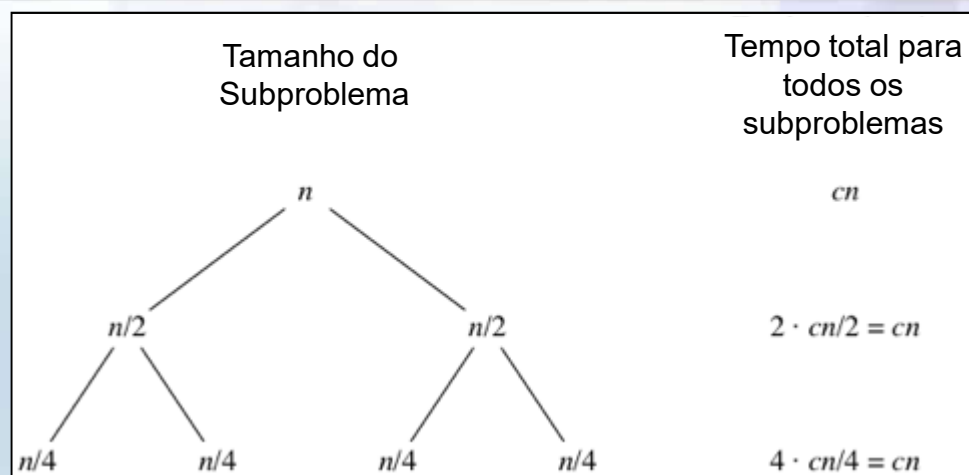 Tamanho do
Subproblema
Tempo total para
todos os
subproblemas
n
cn
n/2
n/2
2 · cn/2 = cn
n/4
n/4
n/4
n/4
4 · cn/4 = cn